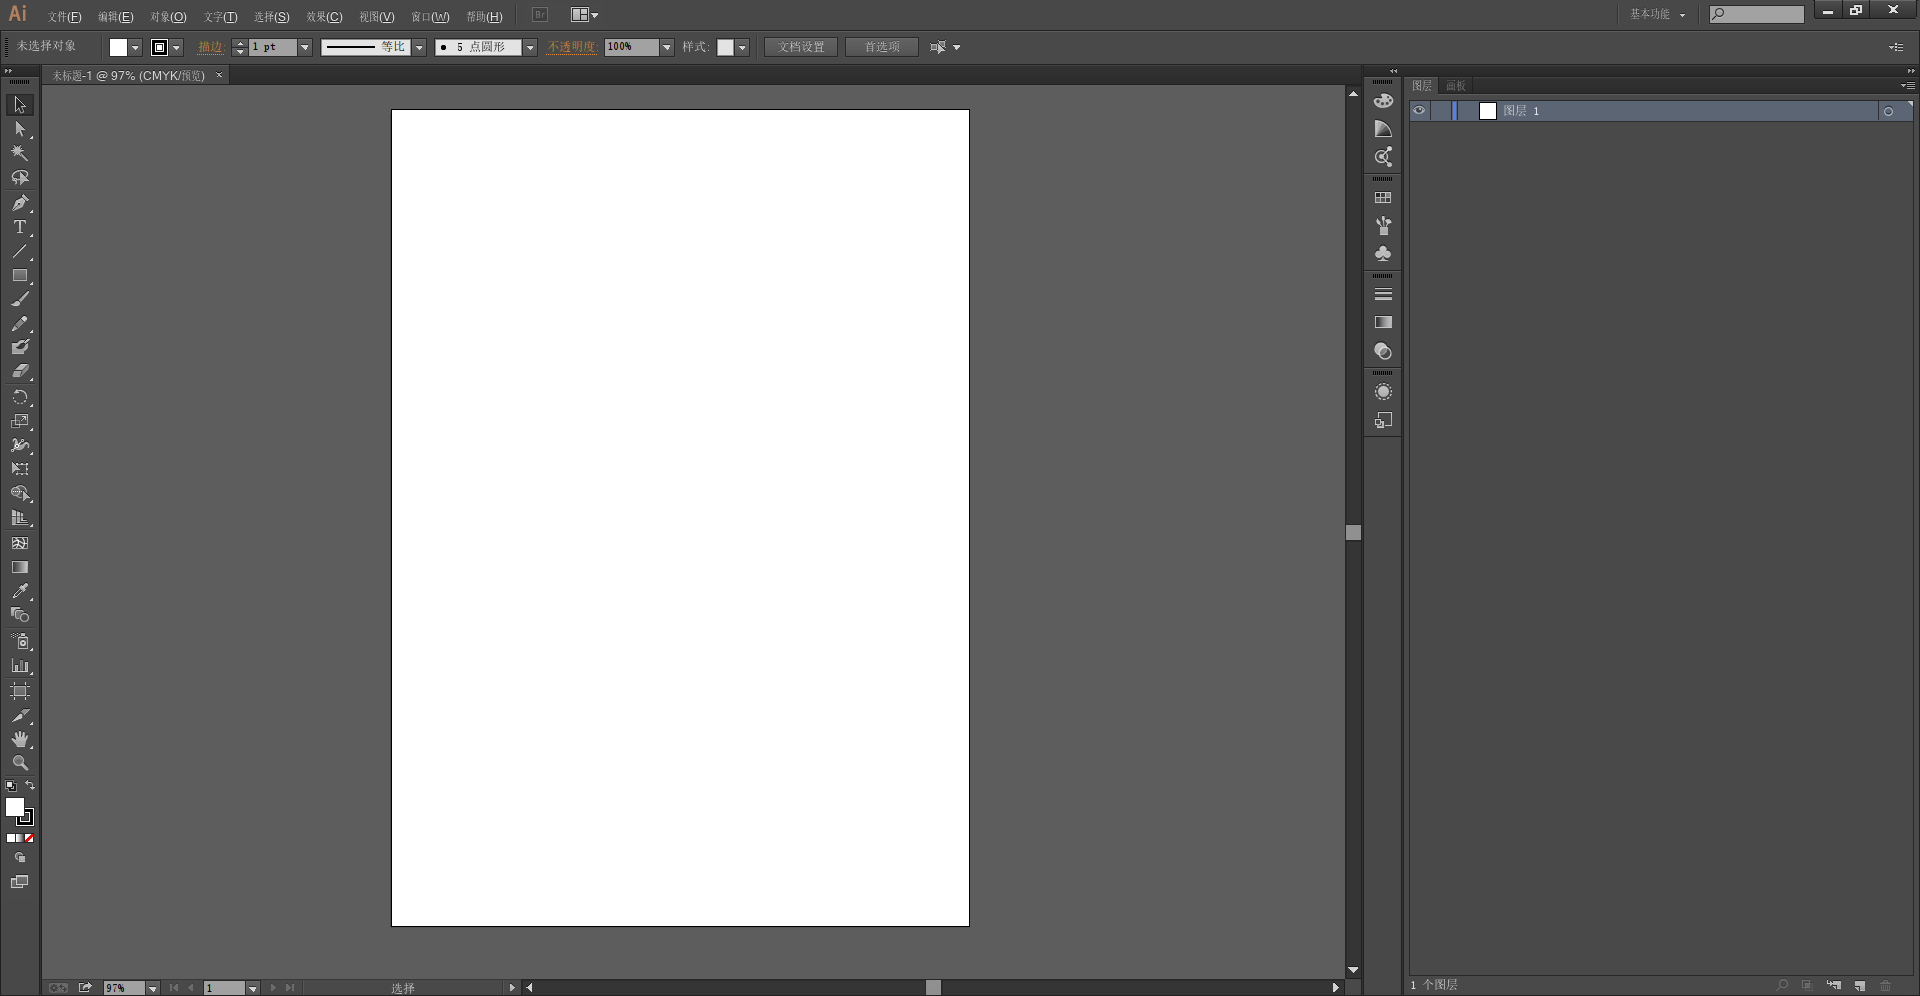 Ai 文件(F) 编辑(E) 对象(O) 文字(T) 选择(S) 效果(C) 视图(V) 窗口(W) 帮助(H) Br 基本功能
未选择对象 描边: 1 pt 等比 5 点圆形 不透明度: 100% 样式: 文档设置 首选项
未标题-1 @ 97% (CMYK/预览) ×
图层 画板
图层 1
97% 1 选择
1 个图层